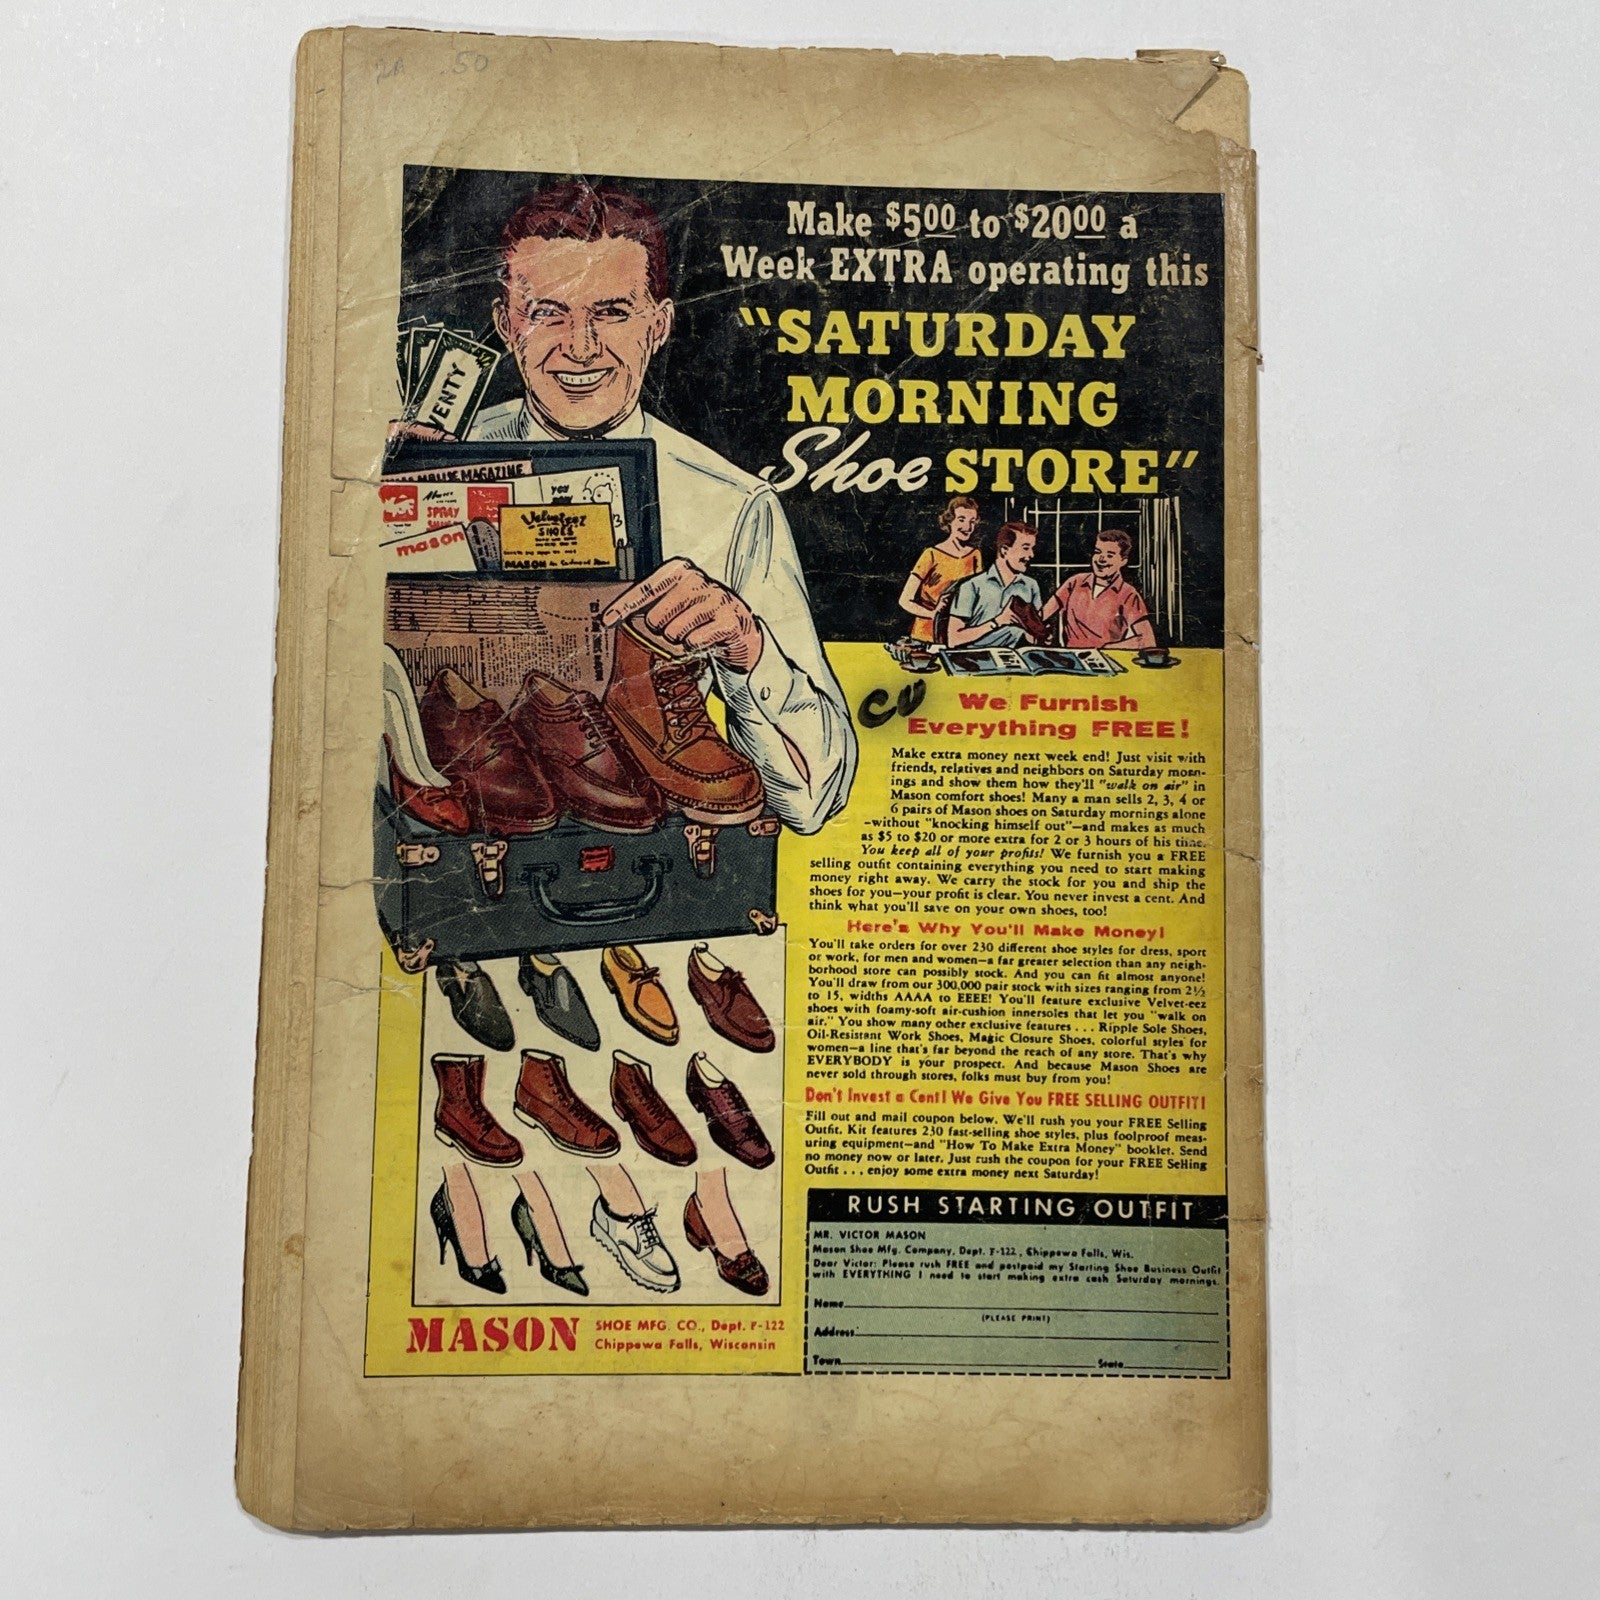 .50
Make $5.00 to $20.00 a
Week EXTRA operating this
"SATURDAY
MORNING
Shoe STORE"
VENTY
MAGAZINE
SPRAY
mason
Velvet-eez
SHOES
MASON
CV
We Furnish
Everything FREE!
Make extra money next week end! Just visit with
friends, relatives and neighbors on Saturday morn-
ings and show them how they'll "walk on air" in
Mason comfort shoes! Many a man sells 2, 3, 4 or
6 pairs of Mason shoes on Saturday mornings alone
-without "knocking himself out"-and makes as much
as $5 to $20 or more extra for 2 or 3 hours of his time.
You keep all of your profits! We furnish you a FREE
selling outfit containing everything you need to start making
money right away. We carry the stock for you and ship the
shoes for you-your profit is clear. You never invest a cent. And
think what you'll save on your own shoes, too!
Here's Why You'll Make Money!
You'll take orders for over 230 different shoe styles for dress, sport
or work, for men and women-a far greater selection than any neigh-
borhood store can possibly stock. And you can fit almost anyone!
You'll draw from our 300,000 pair stock with sizes ranging from 2½
to 15, widths AAAA to EEEE! You'll feature exclusive Velvet-eez
shoes with foamy-soft air-cushion innersoles that let you "walk on
air." You show many other exclusive features . . . Ripple Sole Shoes,
Oil-Resistant Work Shoes, Magic Closure Shoes, colorful styles for
women-a line that's far beyond the reach of any store. That's why
EVERYBODY is your prospect. And because Mason Shoes are
never sold through stores, folks must buy from you!
Don't Invest a Cent! We Give You FREE SELLING OUTFIT!
Fill out and mail coupon below. We'll rush you your FREE Selling
Outfit. Kit features 230 fast-selling shoe styles, plus foolproof meas-
uring equipment-and "How To Make Extra Money" booklet. Send
no money now or later. Just rush the coupon for your FREE Selling
Outfit . . . enjoy some extra money next Saturday!
RUSH STARTING OUTFIT
MR. VICTOR MASON
Mason Shoe Mfg. Company, Dept. F-122, Chippewa Falls, Wis.
Dear Victor: Please rush FREE and postpaid my Starting Shoe Business Outfit
with EVERYTHING I need to start making extra cash Saturday mornings.
Name
(PLEASE PRINT)
Address
Town State
MASON SHOE MFG. CO., Dept. F-122
Chippewa Falls, Wisconsin